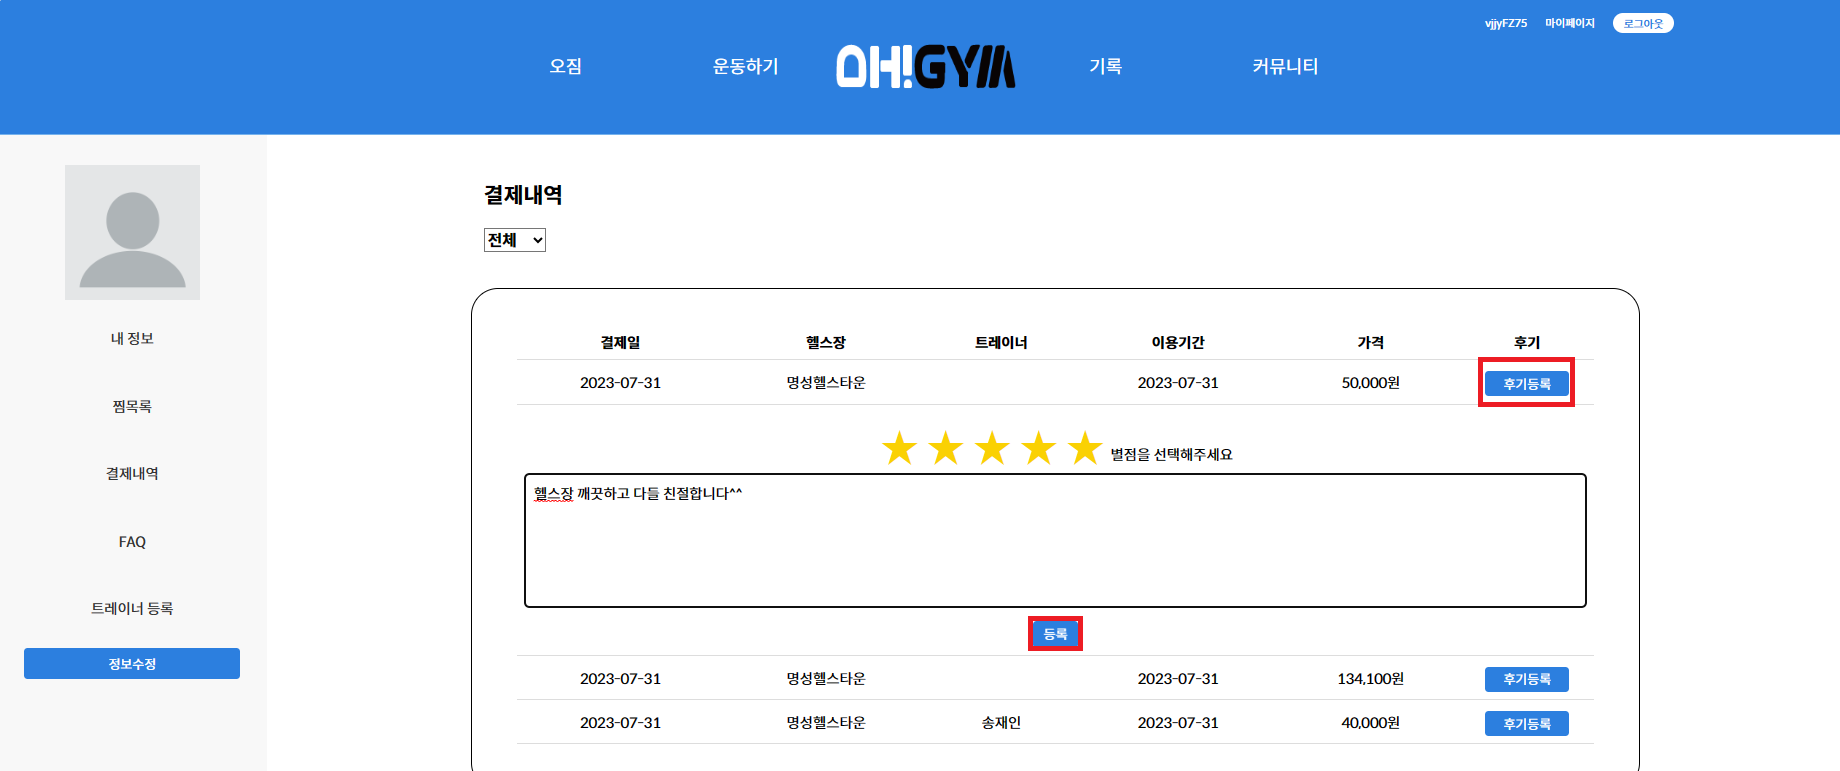 vjjyFZ75 마이페이지 로그아웃
오짐 운동하기 OH!GYM 기록 커뮤니티
내 정보
찜목록
결제내역
FAQ
트레이너 등록
정보수정
결제내역
전체
결제일 헬스장 트레이너 이용기간 가격 후기
2023-07-31 명성헬스타운 2023-07-31 50,000원 후기등록
★ ★ ★ ★ ★ 별점을 선택해주세요
헬스장 깨끗하고 다들 친절합니다^^
등록
2023-07-31 명성헬스타운 2023-07-31 134,100원 후기등록
2023-07-31 명성헬스타운 송재인 2023-07-31 40,000원 후기등록